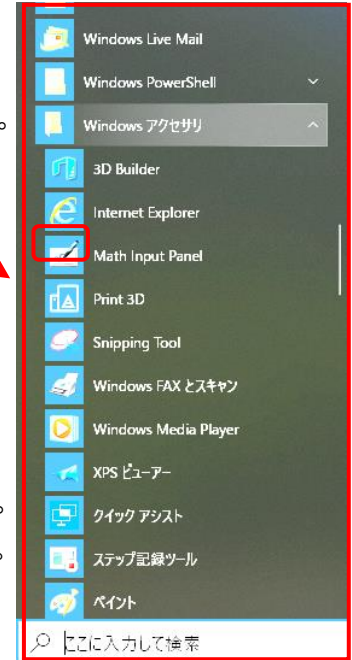 Windows Live Mail
Windows PowerShell
Windows アクセサリ
3D Builder
Internet Explorer
Math Input Panel
Print 3D
Snipping Tool
Windows FAX とスキャン
Windows Media Player
XPS ビューアー
クイック アシスト
ステップ記録ツール
ペイント
ここに入力して検索